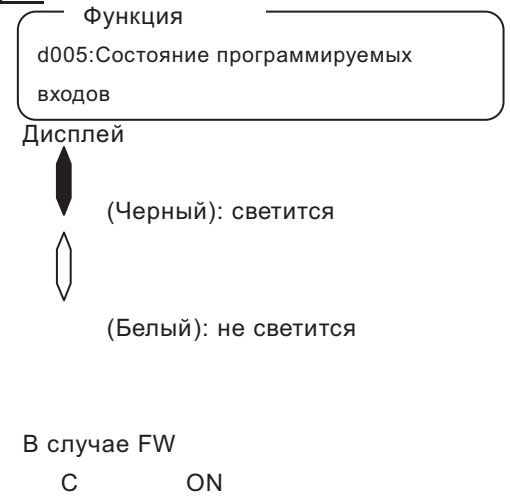 Функция
d005:Состояние программируемых
входов
Дисплей
(Черный): светится
(Белый): не светится
В случае FW
C ON